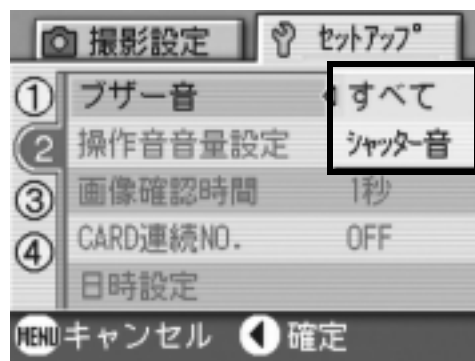 撮影設定 セットアップ
① ブザー音 すべて
② 操作音音量設定 シャッター音
③ 画像確認時間 1秒
④ CARD連続NO. OFF
日時設定
MENU キャンセル 確定